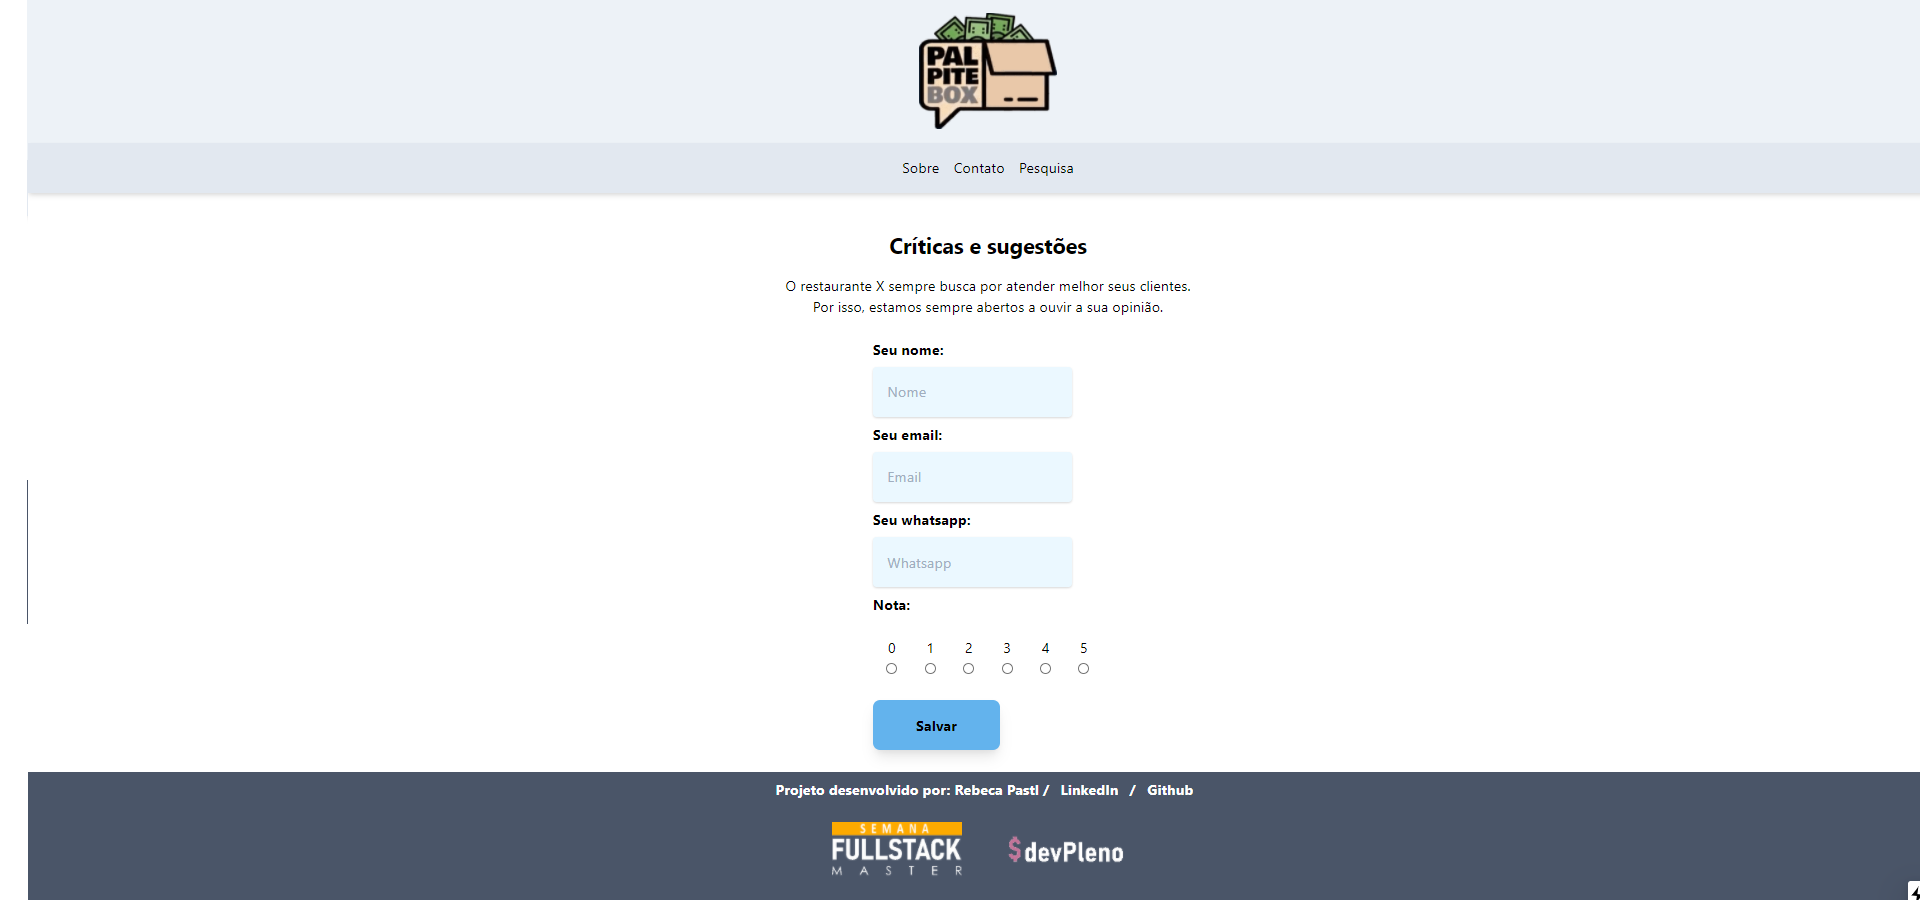 PAL
PITE
BOX
Sobre Contato Pesquisa
Críticas e sugestões
O restaurante X sempre busca por atender melhor seus clientes.
Por isso, estamos sempre abertos a ouvir a sua opinião.
Seu nome:
Nome
Seu email:
Email
Seu whatsapp:
Whatsapp
Nota:
0 1 2 3 4 5
Salvar
Projeto desenvolvido por: Rebeca Pastl / LinkedIn / Github
SEMANA
FULLSTACK
MASTER
$devPleno